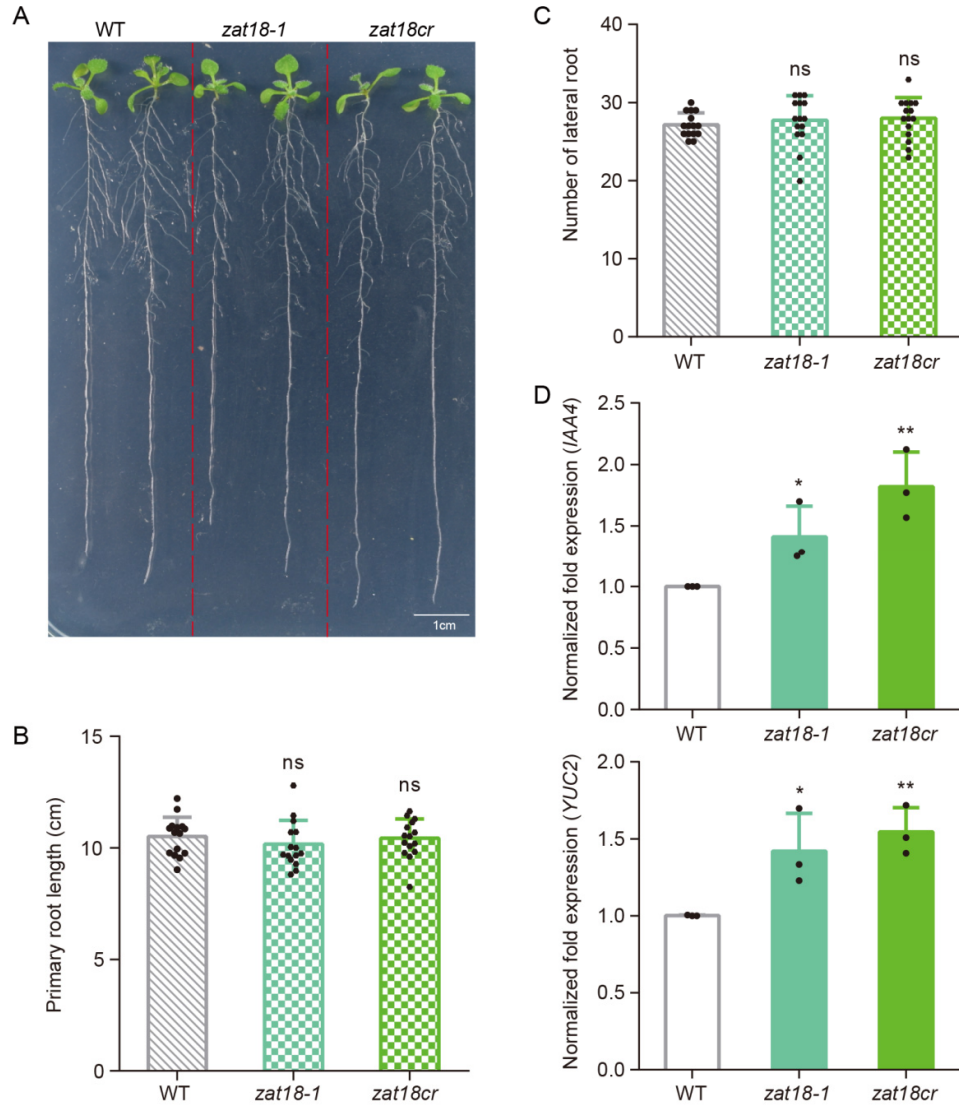 A
WT zat18-1 zat18cr
1cm
B
Primary root length (cm)
15
10
5
0
ns
ns
WT zat18-1 zat18cr
C
Number of lateral root
40
30
20
10
0
ns
ns
WT zat18-1 zat18cr
D
Normalized fold expression (IAA4)
2.5
2.0
1.5
1.0
0.5
0.0
*
**
WT zat18-1 zat18cr
Normalized fold expression (YUC2)
2.0
1.5
1.0
0.5
0.0
*
**
WT zat18-1 zat18cr